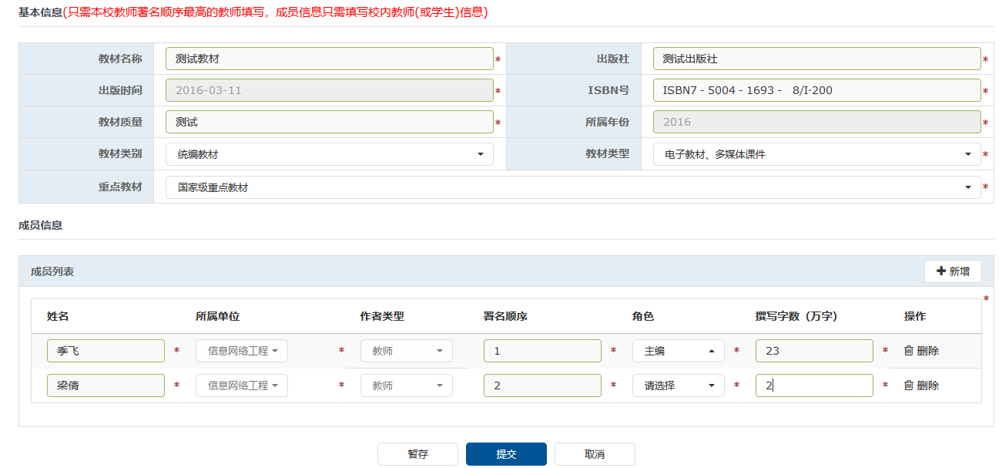 基本信息(只需本校教师署名顺序最高的教师填写，成员信息只需填写校内教师(或学生)信息)
教材名称 测试教材 * 出版社 测试出版社 *
出版时间 2016-03-11 * ISBN号 ISBN7 - 5004 - 1693 - 8/I·200 *
教材质量 测试 * 所属年份 2016 *
教材类别 统编教材 教材类型 电子教材、多媒体课件 *
重点教材 国家级重点教材 *
成员信息
成员列表 新增
*
姓名 所属单位 作者类型 署名顺序 角色 撰写字数（万字） 操作
季飞 * 信息网络工程 * 教师 1 * 主编 * 23 * 删除
梁倩 * 信息网络工程 * 教师 2 * 请选择 * 2 * 删除
暂存 提交 取消